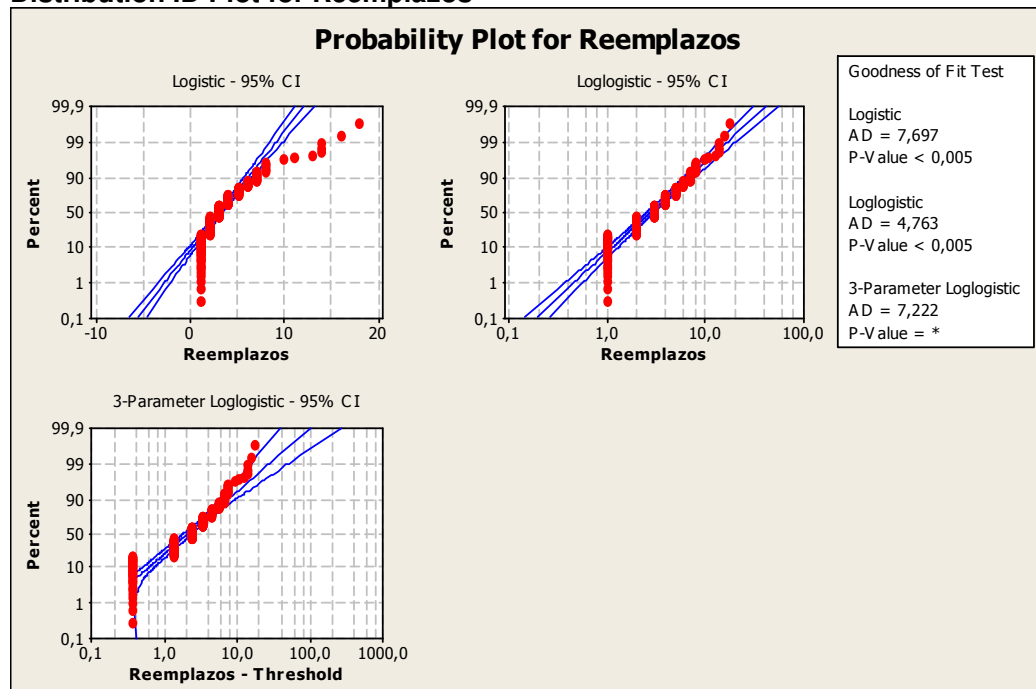 Distribution ID Plot for Reemplazos
Probability Plot for Reemplazos
Logistic - 95% CI
Percent
99,9
99
90
50
10
1
0,1
-10
0
10
20
Reemplazos
Loglogistic - 95% CI
Percent
99,9
99
90
50
10
1
0,1
0,1
1,0
10,0
100,0
Reemplazos
3-Parameter Loglogistic - 95% CI
Percent
99,9
99
90
50
10
1
0,1
0,1
1,0
10,0
100,0
1000,0
Reemplazos - Threshold
Goodness of Fit Test
Logistic
AD = 7,697
P-Value < 0,005
Loglogistic
AD = 4,763
P-Value < 0,005
3-Parameter Loglogistic
AD = 7,222
P-Value = *